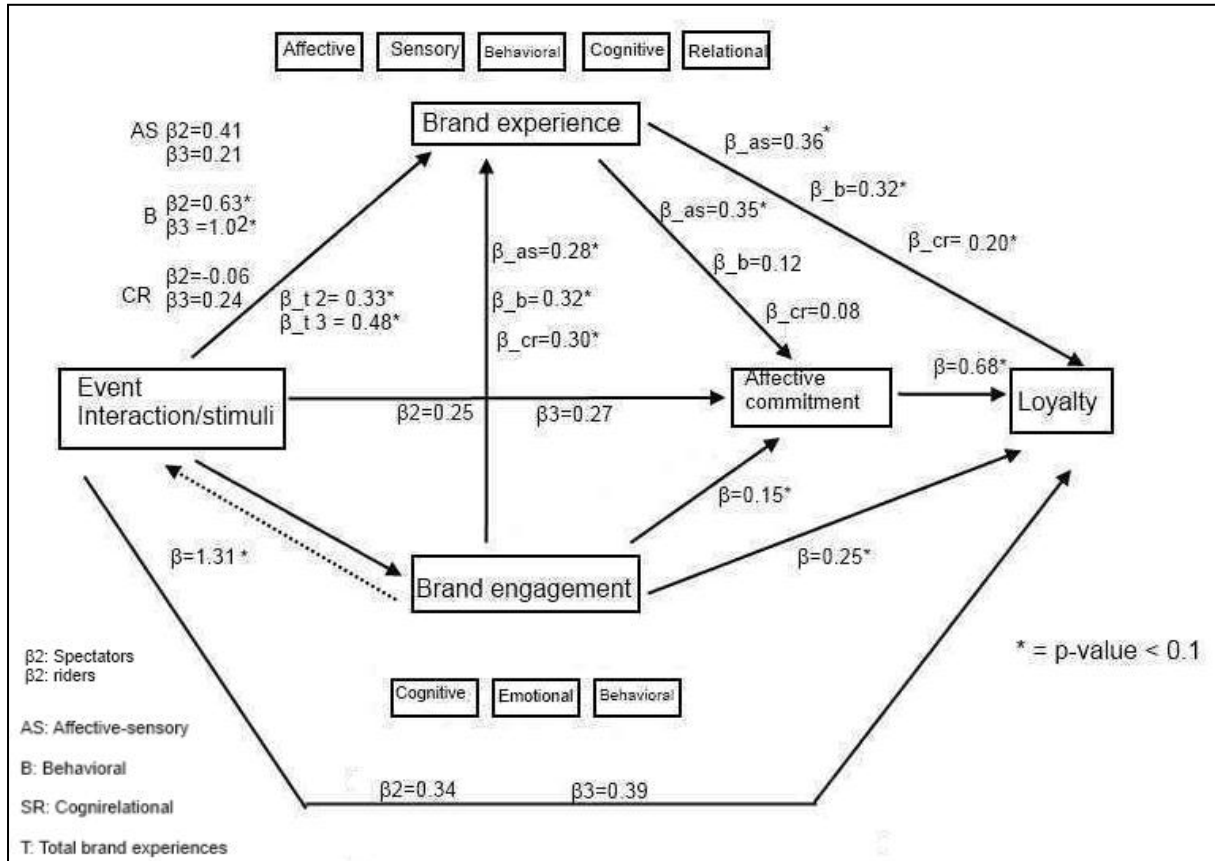 Affective
Sensory
Behavioral
Cognitive
Relational
Brand experience
AS β2=0.41
β3=0.21
B β2=0.63*
β3 =1.02*
CR β2=-0.06
β3=0.24
β_t 2= 0.33*
β_t 3 = 0.48*
β_as=0.28*
β_b= 0.32*
β_cr=0.30*
β_as=0.36*
β_b=0.32*
β_cr= 0.20*
β_as=0.35*
β_b=0.12
β_cr=0.08
Event
Interaction/stimuli
β2=0.25
β3=0.27
Affective
commitment
β=0.68*
Loyalty
β=1.31 *
Brand engagement
β=0.15*
β=0.25*
* = p-value < 0.1
Cognitive
Emotional
Behavioral
β2: Spectators
β2: riders
AS: Affective-sensory
B: Behavioral
SR: Cognirelational
T: Total brand experiences
β2=0.34
β3=0.39